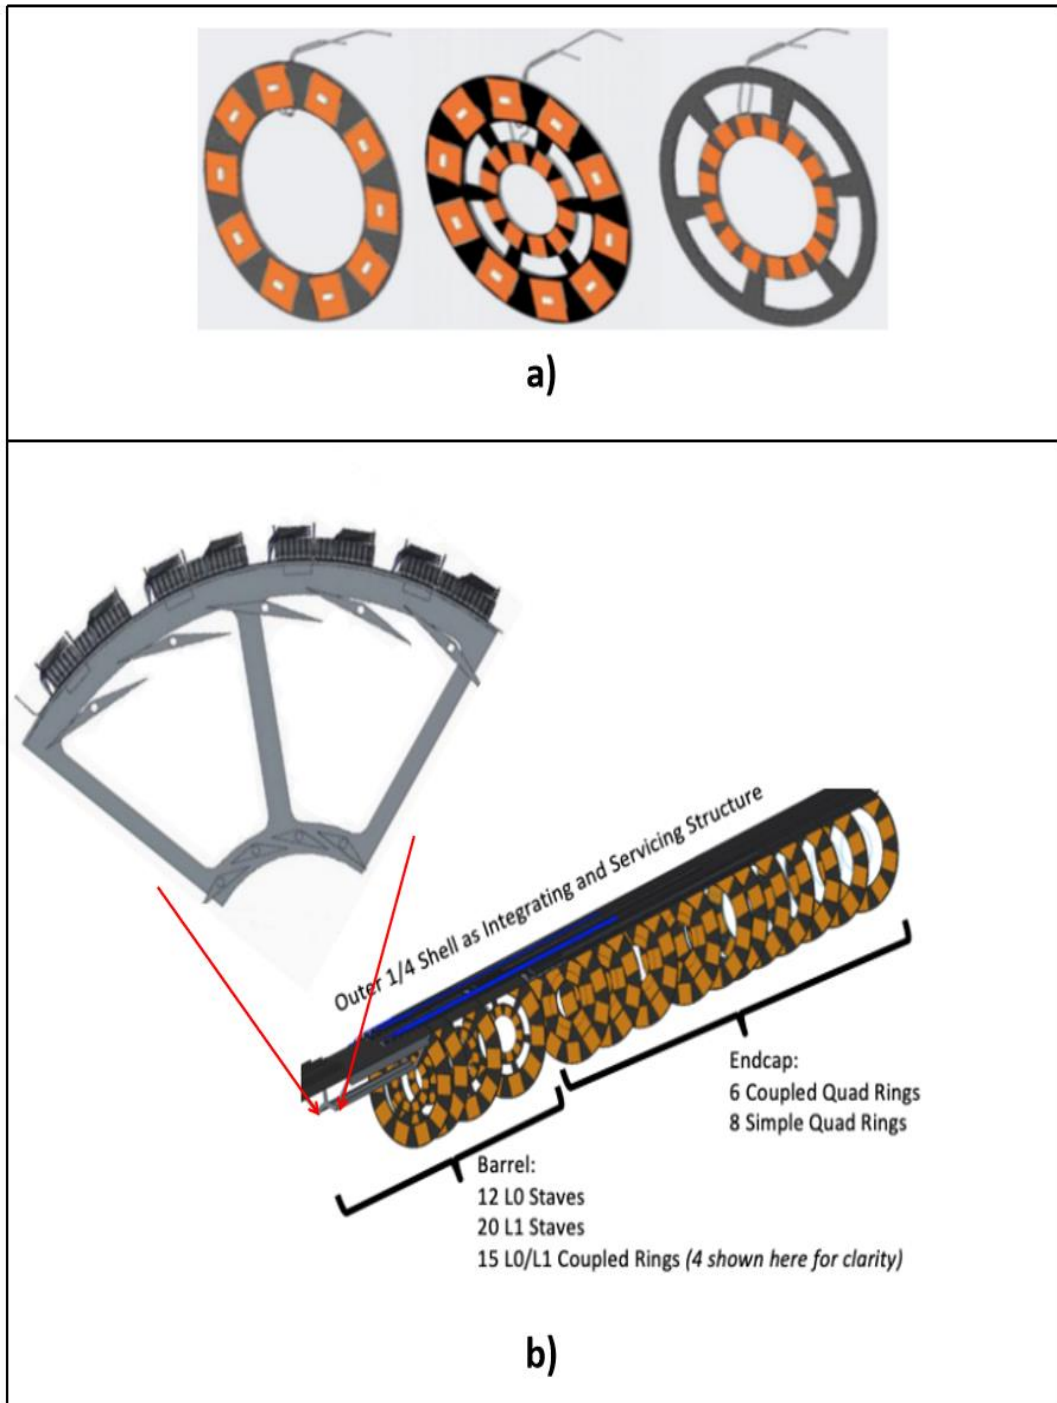 a)
Outer 1/4 Shell as Integrating and Servicing Structure
Endcap:
6 Coupled Quad Rings
8 Simple Quad Rings
Barrel:
12 L0 Staves
20 L1 Staves
15 L0/L1 Coupled Rings (4 shown here for clarity)
b)